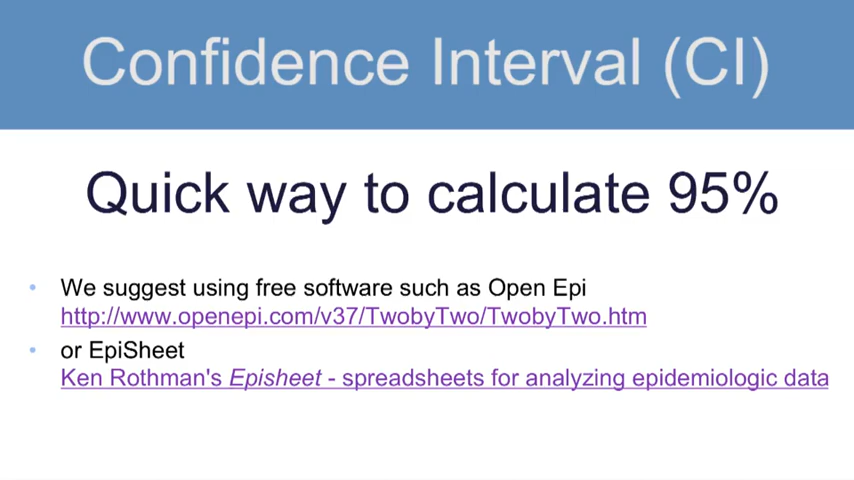 Confidence Interval (CI)
Quick way to calculate 95%
• We suggest using free software such as Open Epi
http://www.openepi.com/v37/TwobyTwo/TwobyTwo.htm
• or EpiSheet
Ken Rothman's Episheet - spreadsheets for analyzing epidemiologic data